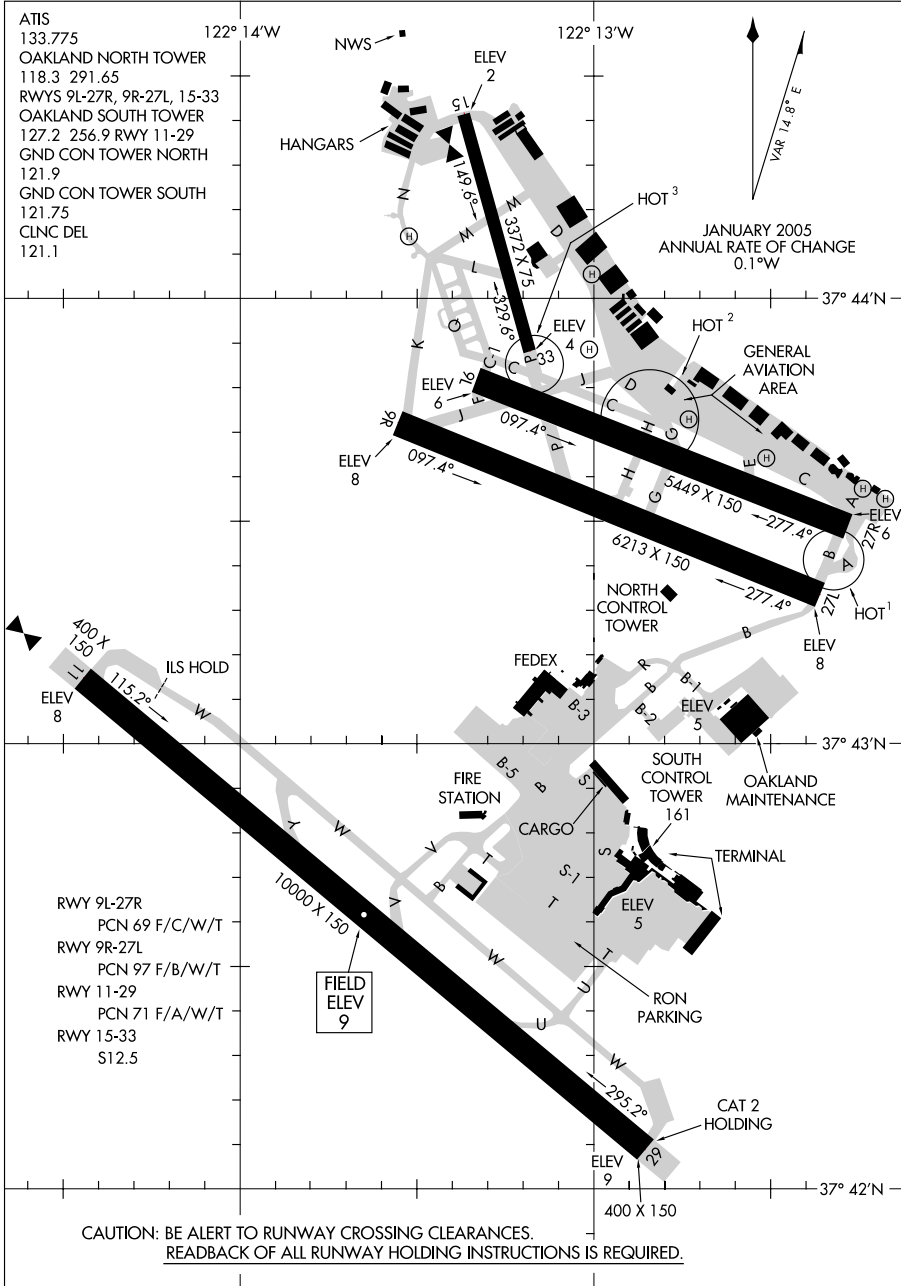 ATIS
133.775
OAKLAND NORTH TOWER
118.3 291.65
RWYS 9L-27R, 9R-27L, 15-33
OAKLAND SOUTH TOWER
127.2 256.9 RWY 11-29
GND CON TOWER NORTH
121.9
GND CON TOWER SOUTH
121.75
CLNC DEL
121.1
122° 14'W
122° 13'W
NWS
ELEV
2
15
HANGARS
VAR 14.8° E
JANUARY 2005
ANNUAL RATE OF CHANGE
0.1°W
149.6°
3372 X 75
329.6°
N
M
M
D
L
H
H
HOT 3
37° 44'N
HOT 2
ELEV
4
33
P
H
GENERAL
AVIATION
AREA
K
Q
C-1
C
J
D
C
H
G
H
E
H
C
A
H
H
ELEV
6
9L
F
J
P
097.4°
5449 X 150
277.4°
ELEV
6
27R
9R
ELEV
8
097.4°
6213 X 150
277.4°
H
G
B
A
27L
HOT 1
ELEV
8
NORTH
CONTROL
TOWER
B
400 X
150
11
ELEV
8
115.2°
ILS HOLD
W
FEDEX
R
B
B-1
B-2
B-3
ELEV
5
OAKLAND
MAINTENANCE
37° 43'N
B-5
B
S
SOUTH
CONTROL
TOWER
161
FIRE
STATION
CARGO
TERMINAL
Y
W
V
B
T
S
S-1
T
V
ELEV
5
10000 X 150
RWY 9L-27R
PCN 69 F/C/W/T
RWY 9R-27L
PCN 97 F/B/W/T
RWY 11-29
PCN 71 F/A/W/T
RWY 15-33
S12.5
FIELD
ELEV
9
W
T
U
U
RON
PARKING
W
295.2°
CAT 2
HOLDING
29
ELEV
9
400 X 150
37° 42'N
CAUTION: BE ALERT TO RUNWAY CROSSING CLEARANCES.
READBACK OF ALL RUNWAY HOLDING INSTRUCTIONS IS REQUIRED.